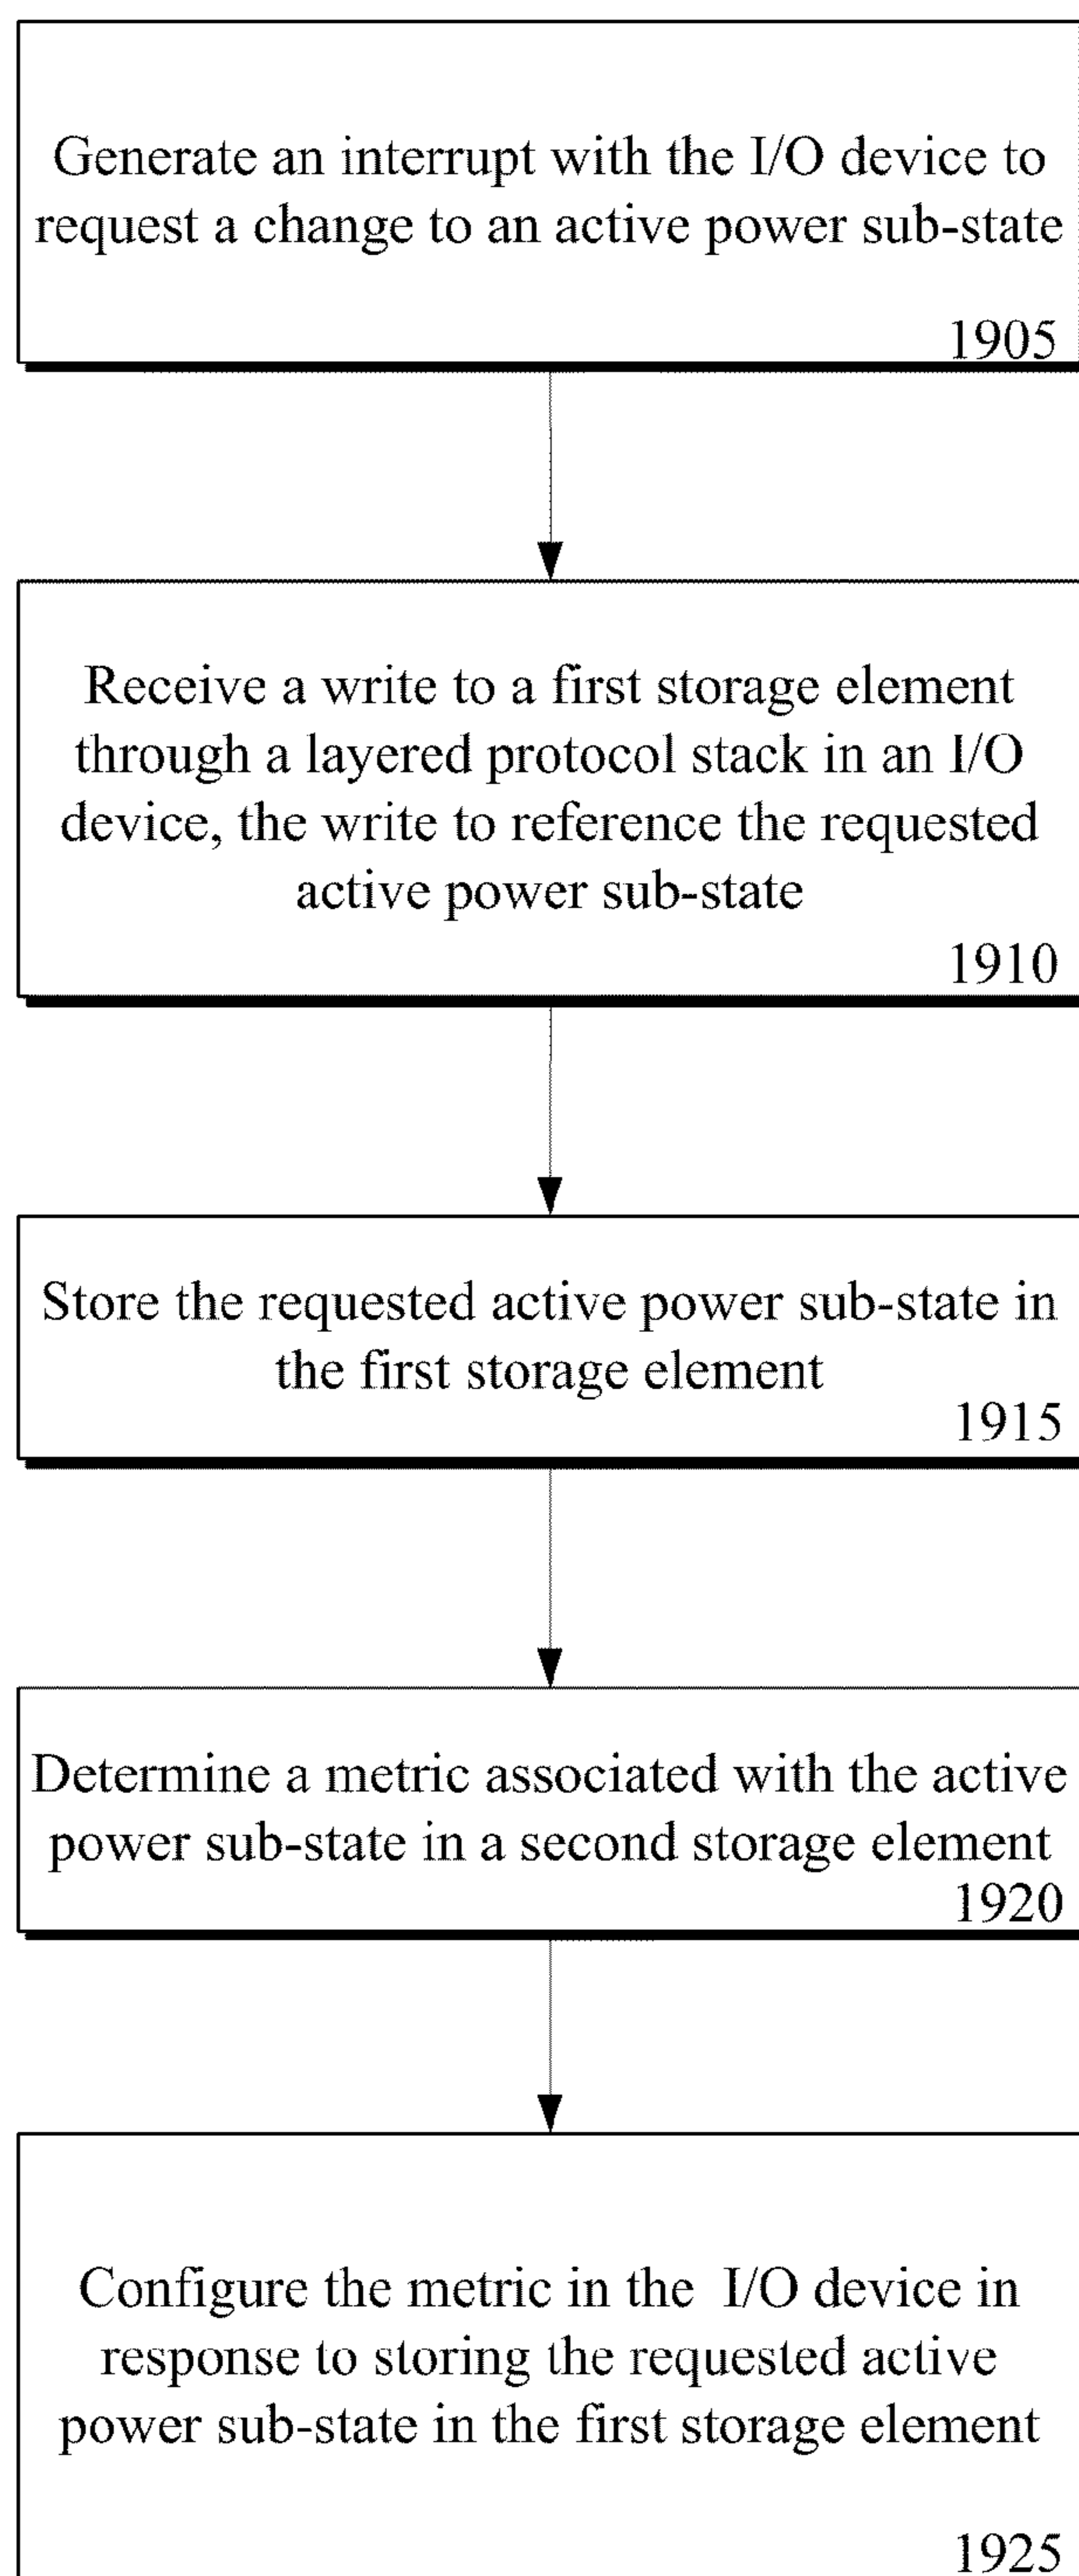 Generate an interrupt with the I/O device to
request a change to an active power sub-state
1905
Receive a write to a first storage element
through a layered protocol stack in an I/O
device, the write to reference the requested
active power sub-state
1910
Store the requested active power sub-state in
the first storage element
1915
Determine a metric associated with the active
power sub-state in a second storage element
1920
Configure the metric in the I/O device in
response to storing the requested active
power sub-state in the first storage element
1925